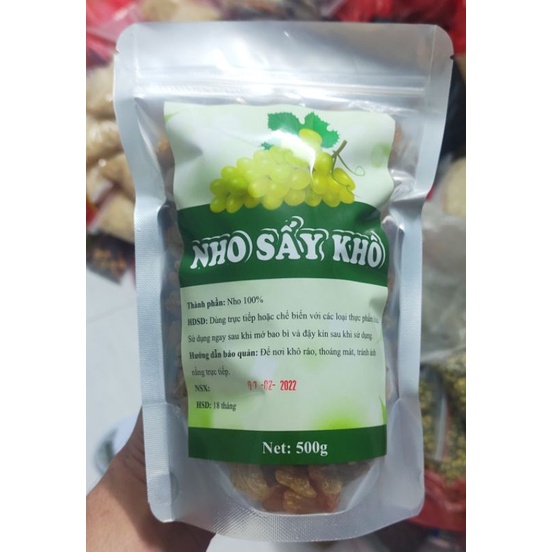 NHO SẤY KHÔ
Thành phần: Nho 100%
HDSD: Dùng trực tiếp hoặc chế biến với các loại thực phẩm
Sử dụng ngay sau khi mở bao bì và đậy kín sau khi sử dụng.
Hướng dẫn bảo quản: Để nơi khô ráo, thoáng mát, tránh ánh
nắng trực tiếp.
NSX: -02- 2022
HSD: 18 tháng
Net: 500g